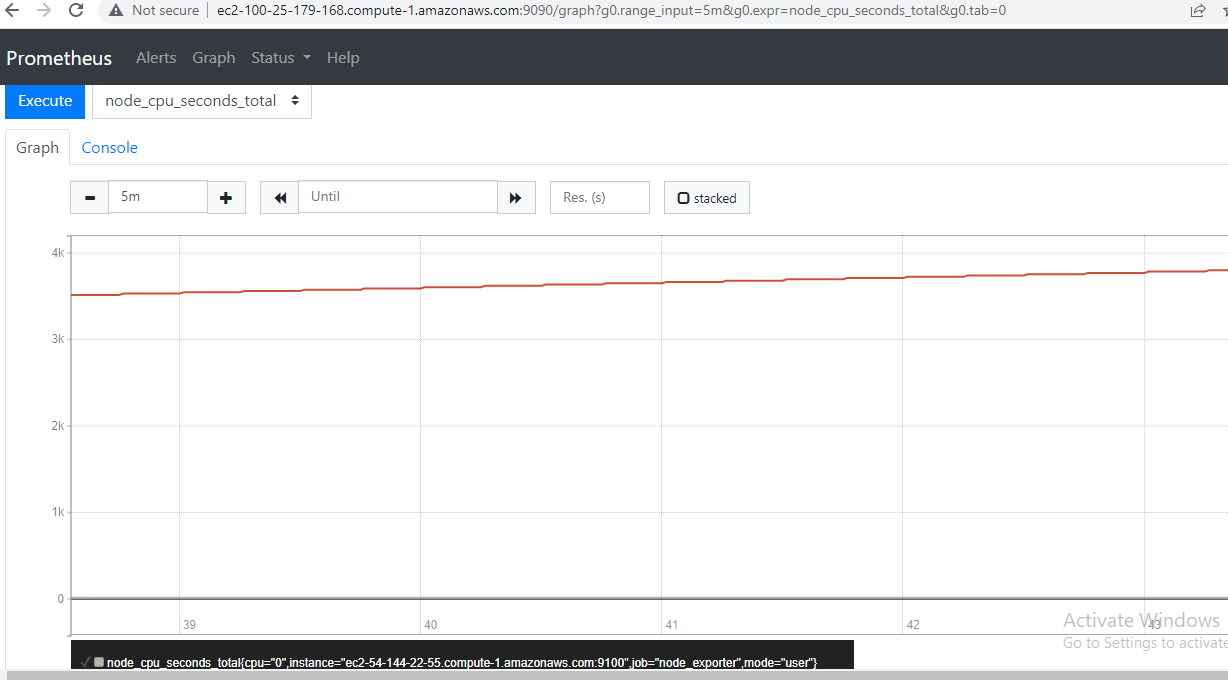 Not secure | ec2-100-25-179-168.compute-1.amazonaws.com:9090/graph?g0.range_input=5m&g0.expr=node_cpu_seconds_total&g0.tab=0
Prometheus Alerts Graph Status Help
Execute node_cpu_seconds_total
Graph Console
5m Until Res. (s) stacked
4k
3k
2k
1k
0
39 40 41 42 43
Activate Windows
Go to Settings to activate
node_cpu_seconds_total{cpu="0",instance="ec2-54-144-22-55.compute-1.amazonaws.com:9100",job="node_exporter",mode="user"}